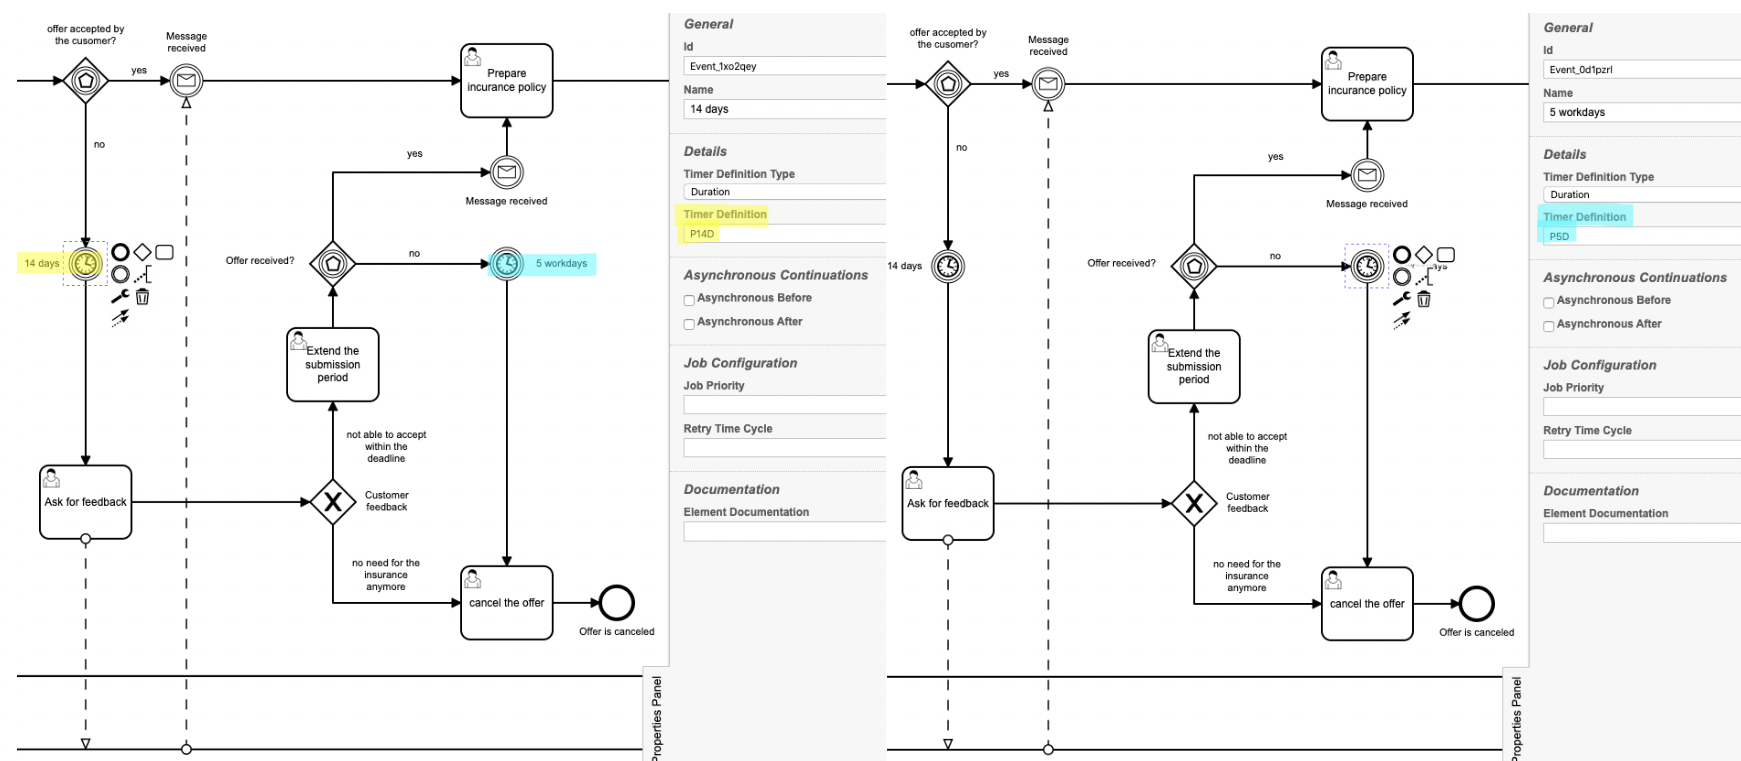 offer accepted by
the cusomer?
Message
received
yes
Prepare
incurance policy
no
yes
Message received
14 days
Offer received?
no
5 workdays
Extend the
submission
period
not able to accept
within the
deadline
Ask for feedback
X
Customer
feedback
no need for the
insurance
anymore
cancel the offer
Offer is canceled
Properties Panel
General
Id
Event_1xo2qey
Name
14 days
Details
Timer Definition Type
Duration
Timer Definition
P14D
Asynchronous Continuations
Asynchronous Before
Asynchronous After
Job Configuration
Job Priority
Retry Time Cycle
Documentation
Element Documentation
offer accepted by
the cusomer?
Message
received
yes
Prepare
incurance policy
no
yes
Message received
14 days
Offer received?
no
Extend the
submission
period
not able to accept
within the
deadline
Ask for feedback
X
Customer
feedback
no need for the
insurance
anymore
cancel the offer
Offer is canceled
Properties Panel
General
Id
Event_0d1pzrl
Name
5 workdays
Details
Timer Definition Type
Duration
Timer Definition
P5D
Asynchronous Continuations
Asynchronous Before
Asynchronous After
Job Configuration
Job Priority
Retry Time Cycle
Documentation
Element Documentation